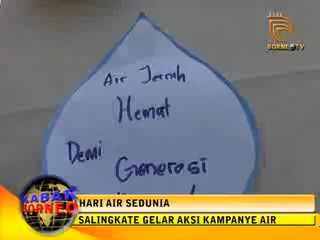 BORNEO TV
Air Jernih
Hemat
Demi
Generasi
KABAR
BORNEO
HARI AIR SEDUNIA
SALINGKATE GELAR AKSI KAMPANYE AIR